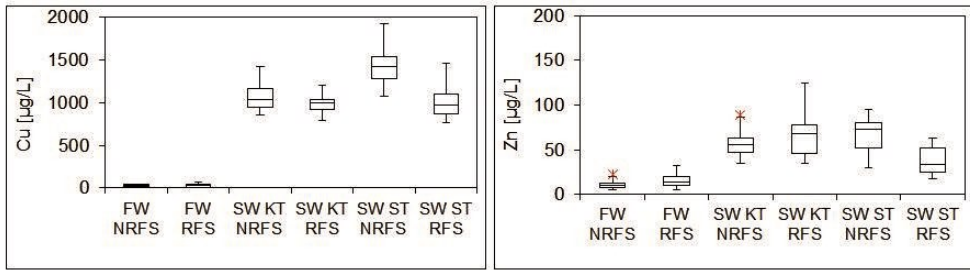 Cu [µg/L]
2000
1500
1000
500
0
FW NRFS
FW RFS
SW KT NRFS
SW KT RFS
SW ST NRFS
SW ST RFS
Zn [µg/L]
200
150
100
50
0
FW NRFS
FW RFS
SW KT NRFS
SW KT RFS
SW ST NRFS
SW ST RFS